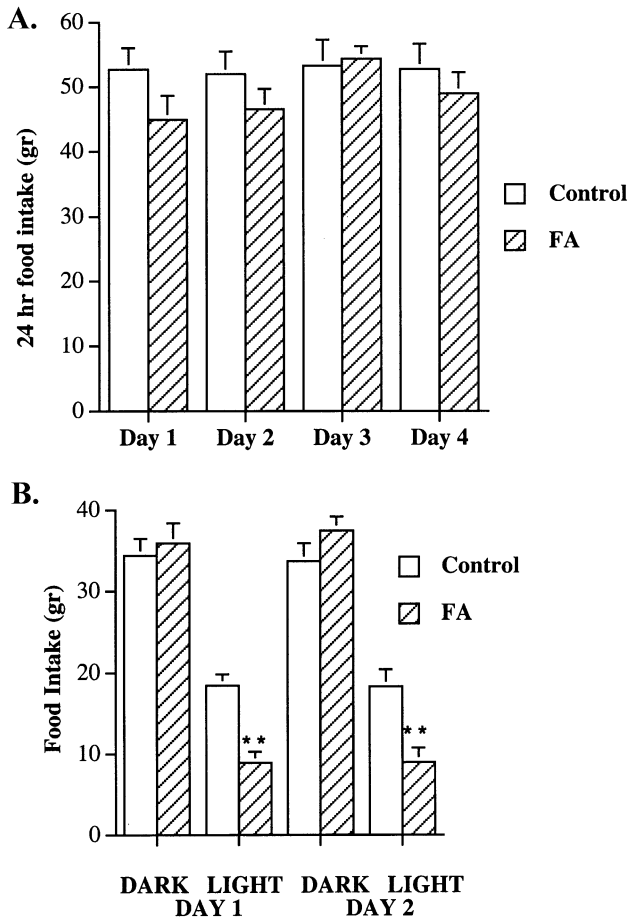 A.
60
50
40
30
20
10
0
24 hr food intake (gr)
Day 1 Day 2 Day 3 Day 4
Control
FA
B.
40
30
20
10
0
Food Intake (gr)
**
**
Control
FA
DARK LIGHT DARK LIGHT
DAY 1 DAY 2